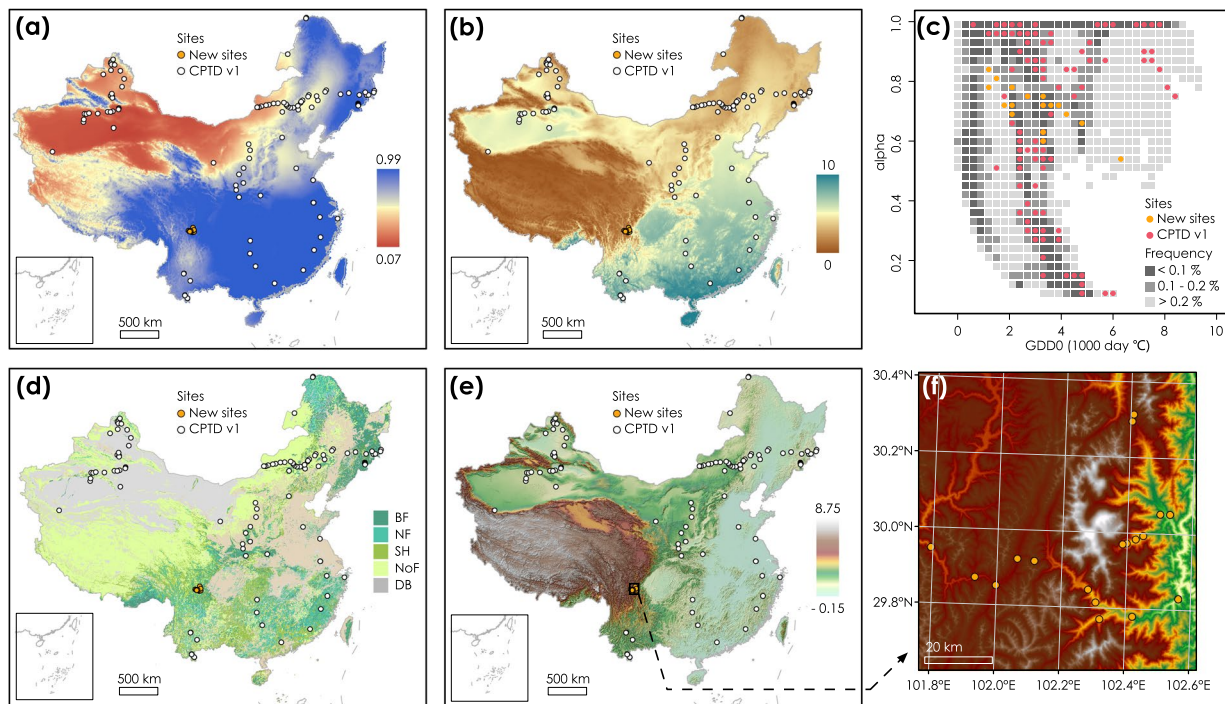 (a)
Sites
New sites
CPTD v1
0.99
0.07
500 km
(b)
Sites
New sites
CPTD v1
10
0
500 km
(c)
1.0
0.8
0.6
0.4
0.2
alpha
Sites
New sites
CPTD v1
Frequency
< 0.1 %
0.1 - 0.2 %
> 0.2 %
0 2 4 6 8 10
GDD0 (1000 day °C)
(d)
Sites
New sites
CPTD v1
BF
NF
SH
NoF
DB
500 km
(e)
Sites
New sites
CPTD v1
8.75
- 0.15
500 km
(f)
30.4°N
30.2°N
30.0°N
29.8°N
20 km
101.8°E 102.0°E 102.2°E 102.4°E 102.6°E